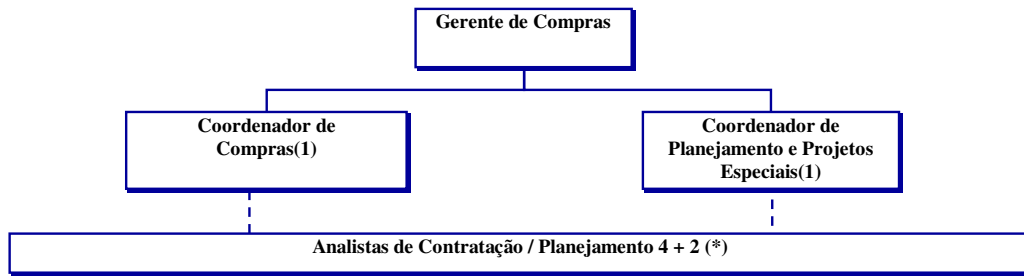 Gerente de Compras
Coordenador de
Compras(1)
Coordenador de
Planejamento e Projetos
Especiais(1)
Analistas de Contratação / Planejamento 4 + 2 (*)